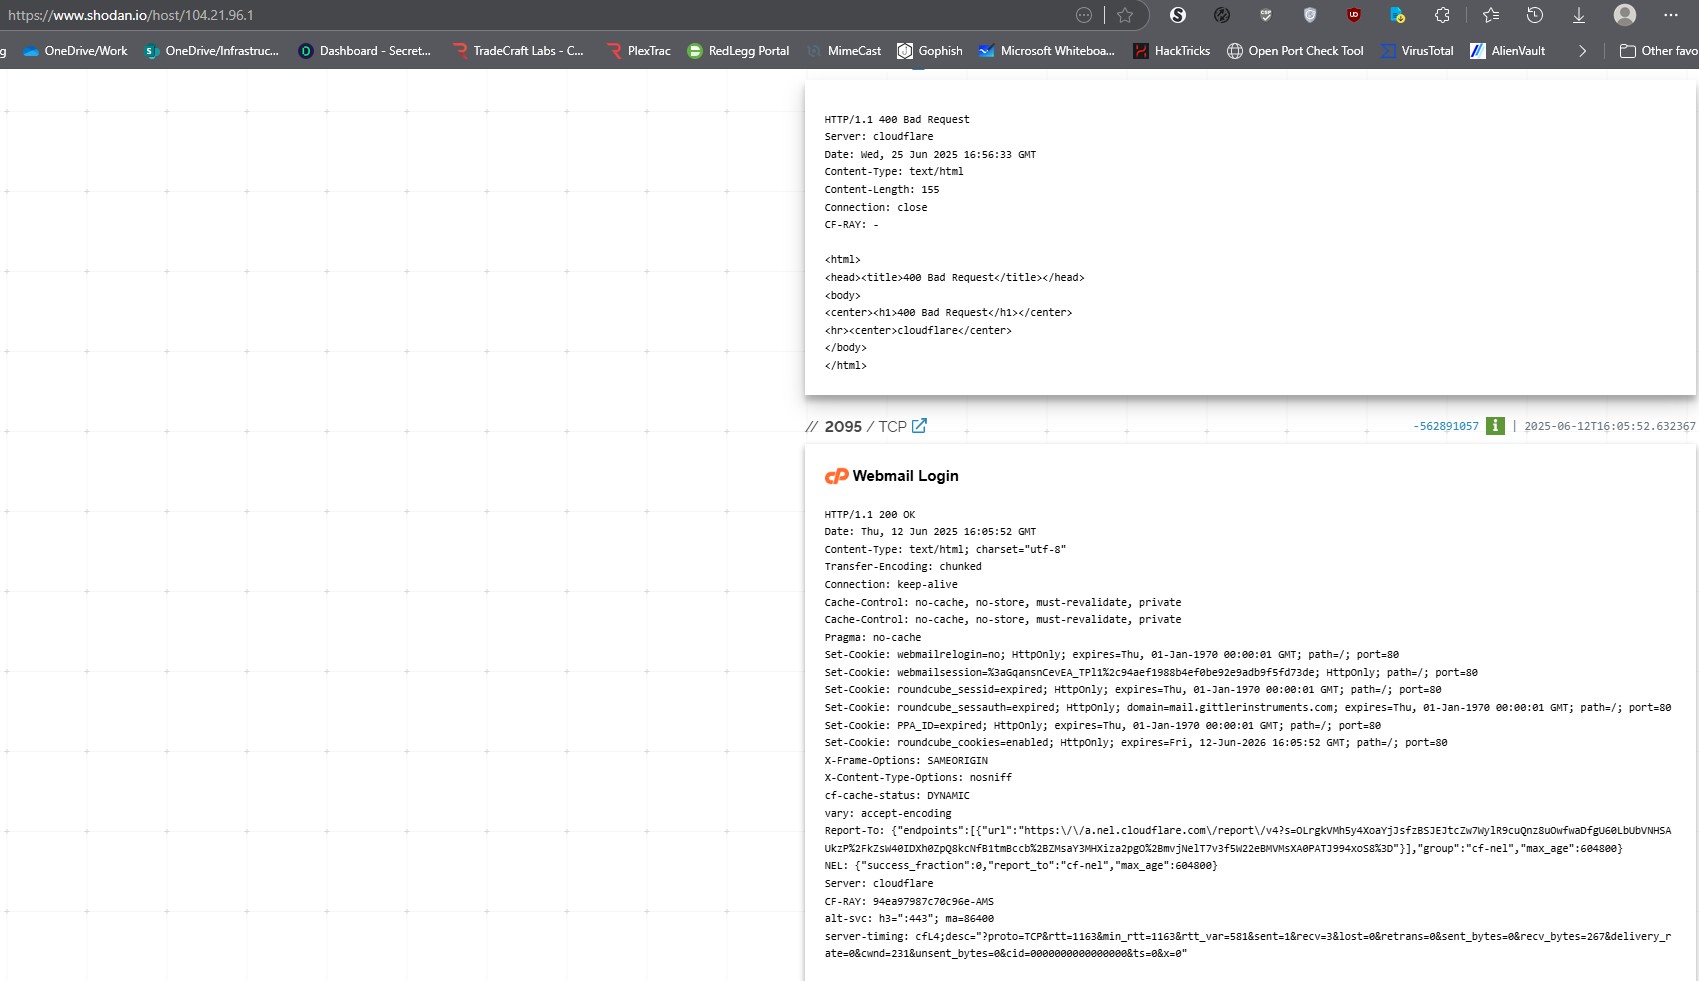 https://www.shodan.io/host/104.21.96.1
g OneDrive/Work OneDrive/Infrastruc... Dashboard - Secret... TradeCraft Labs - C... PlexTrac RedLegg Portal MimeCast Gophish Microsoft Whiteboa... HackTricks Open Port Check Tool VirusTotal AlienVault Other favo
HTTP/1.1 400 Bad Request
Server: cloudflare
Date: Wed, 25 Jun 2025 16:56:33 GMT
Content-Type: text/html
Content-Length: 155
Connection: close
CF-RAY: -
<html>
<head><title>400 Bad Request</title></head>
<body>
<center><h1>400 Bad Request</h1></center>
<hr><center>cloudflare</center>
</body>
</html>
// 2095 / TCP -562891057 | 2025-06-12T16:05:52.632367
cP Webmail Login
HTTP/1.1 200 OK
Date: Thu, 12 Jun 2025 16:05:52 GMT
Content-Type: text/html; charset="utf-8"
Transfer-Encoding: chunked
Connection: keep-alive
Cache-Control: no-cache, no-store, must-revalidate, private
Cache-Control: no-cache, no-store, must-revalidate, private
Pragma: no-cache
Set-Cookie: webmailrelogin=no; HttpOnly; expires=Thu, 01-Jan-1970 00:00:01 GMT; path=/; port=80
Set-Cookie: webmailsession=%3aGqansnCevEA_TPl1%2c94aef1988b4ef0be92e9adb9f5fd73de; HttpOnly; path=/; port=80
Set-Cookie: roundcube_sessid=expired; HttpOnly; expires=Thu, 01-Jan-1970 00:00:01 GMT; path=/; port=80
Set-Cookie: roundcube_sessauth=expired; HttpOnly; domain=mail.gittlerinstruments.com; expires=Thu, 01-Jan-1970 00:00:01 GMT; path=/; port=80
Set-Cookie: PPA_ID=expired; HttpOnly; expires=Thu, 01-Jan-1970 00:00:01 GMT; path=/; port=80
Set-Cookie: roundcube_cookies=enabled; HttpOnly; expires=Fri, 12-Jun-2026 16:05:52 GMT; path=/; port=80
X-Frame-Options: SAMEORIGIN
X-Content-Type-Options: nosniff
cf-cache-status: DYNAMIC
vary: accept-encoding
Report-To: {"endpoints":[{"url":"https:\/\/a.nel.cloudflare.com\/report\/v4?s=OLrgkVMh5y4XoaYjJsfzBSJEJtcZw7WylR9cuQnz8uOwfwaDfgU60LbUbVNHSA
UkzP%2FkZsW40IDXh0ZpQ8kcNfB1tmBccb%2BZMsaY3MHXiza2pgO%2BmvjNelT7v3f5W22eBMVMsXA0PATJ994xoS8%3D"}],"group":"cf-nel","max_age":604800}
NEL: {"success_fraction":0,"report_to":"cf-nel","max_age":604800}
Server: cloudflare
CF-RAY: 94ea97987c70c96e-AMS
alt-svc: h3=":443"; ma=86400
server-timing: cfL4;desc="?proto=TCP&rtt=1163&min_rtt=1163&rtt_var=581&sent=1&recv=3&lost=0&retrans=0&sent_bytes=0&recv_bytes=267&delivery_r
ate=0&cwnd=231&unsent_bytes=0&cid=0000000000000000&ts=0&x=0"